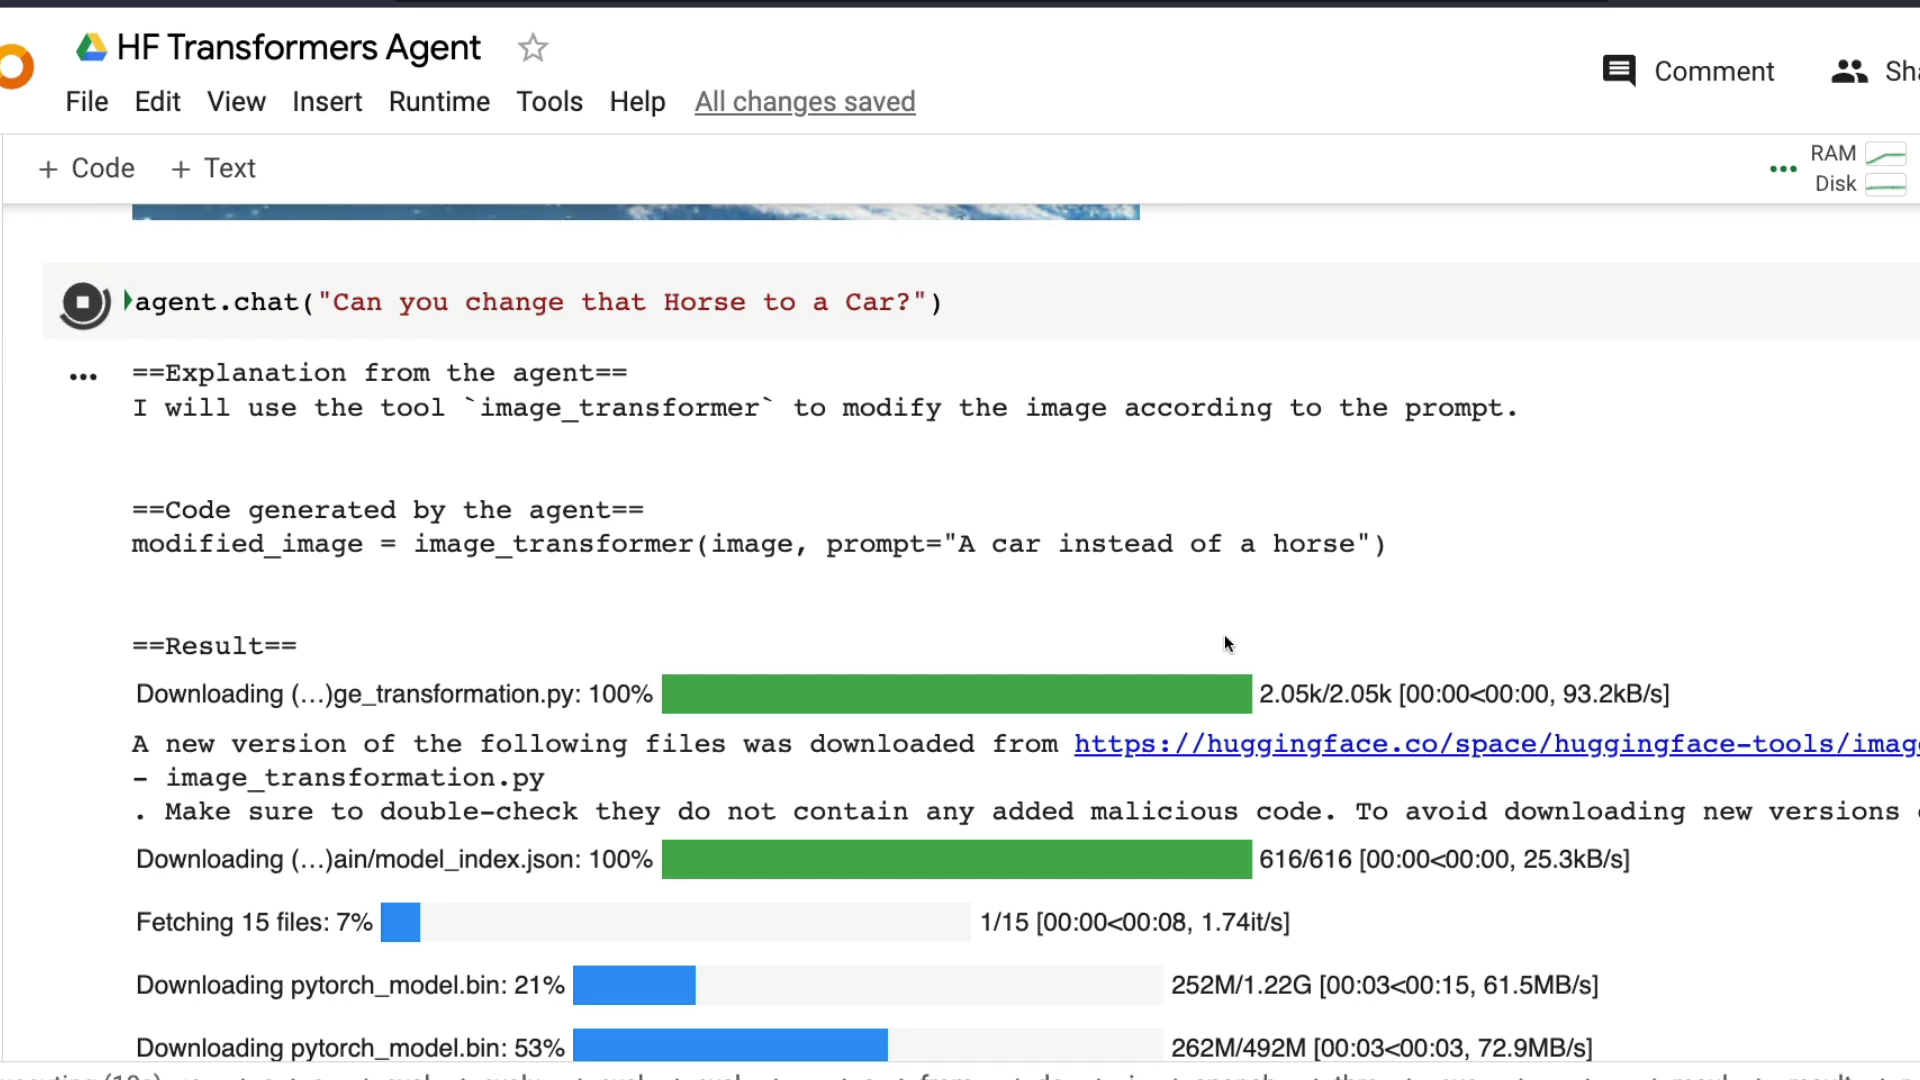 HF Transformers Agent
File Edit View Insert Runtime Tools Help All changes saved
Comment
+ Code + Text
RAM
Disk
agent.chat("Can you change that Horse to a Car?")
==Explanation from the agent==
I will use the tool `image_transformer` to modify the image according to the prompt.
==Code generated by the agent==
modified_image = image_transformer(image, prompt="A car instead of a horse")
==Result==
Downloading (…)ge_transformation.py: 100% 2.05k/2.05k [00:00<00:00, 93.2kB/s]
A new version of the following files was downloaded from https://huggingface.co/space/huggingface-tools/imag
- image_transformation.py
. Make sure to double-check they do not contain any added malicious code. To avoid downloading new versions
Downloading (…)ain/model_index.json: 100% 616/616 [00:00<00:00, 25.3kB/s]
Fetching 15 files: 7% 1/15 [00:00<00:08, 1.74it/s]
Downloading pytorch_model.bin: 21% 252M/1.22G [00:03<00:15, 61.5MB/s]
Downloading pytorch_model.bin: 53% 262M/492M [00:03<00:03, 72.9MB/s]